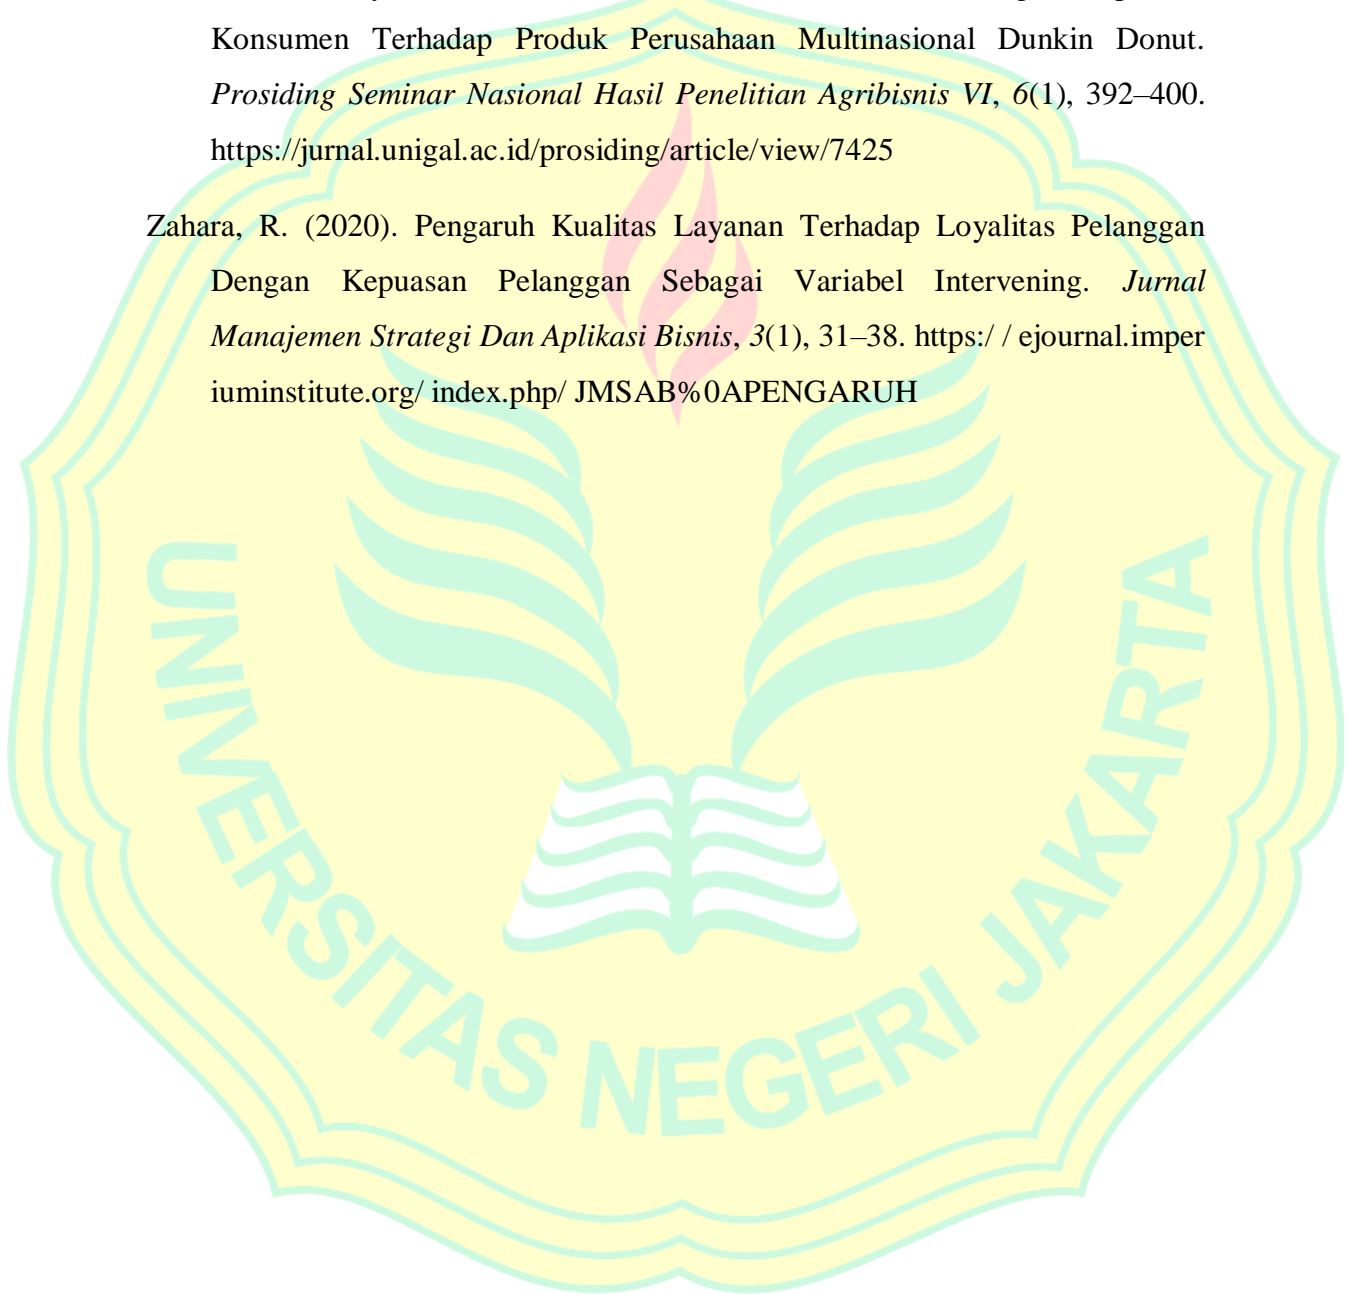 Konsumen Terhadap Produk Perusahaan Multinasional Dunkin Donut.
Prosiding Seminar Nasional Hasil Penelitian Agribisnis VI, 6(1), 392–400.
https://jurnal.unigal.ac.id/prosiding/article/view/7425
Zahara, R. (2020). Pengaruh Kualitas Layanan Terhadap Loyalitas Pelanggan
Dengan Kepuasan Pelanggan Sebagai Variabel Intervening. Jurnal
Manajemen Strategi Dan Aplikasi Bisnis, 3(1), 31–38. https:/ / ejournal.imper
iuminstitute.org/ index.php/ JMSAB%0APENGARUH
UNIVERSITAS NEGERI JAKARTA